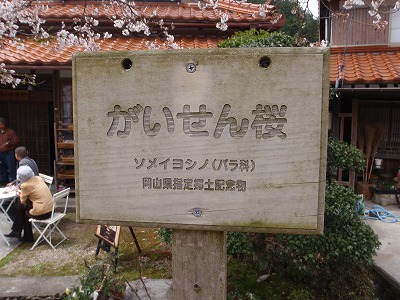 がいせん桜
ソメイヨシノ(バラ科)
岡山県指定郷土記念物